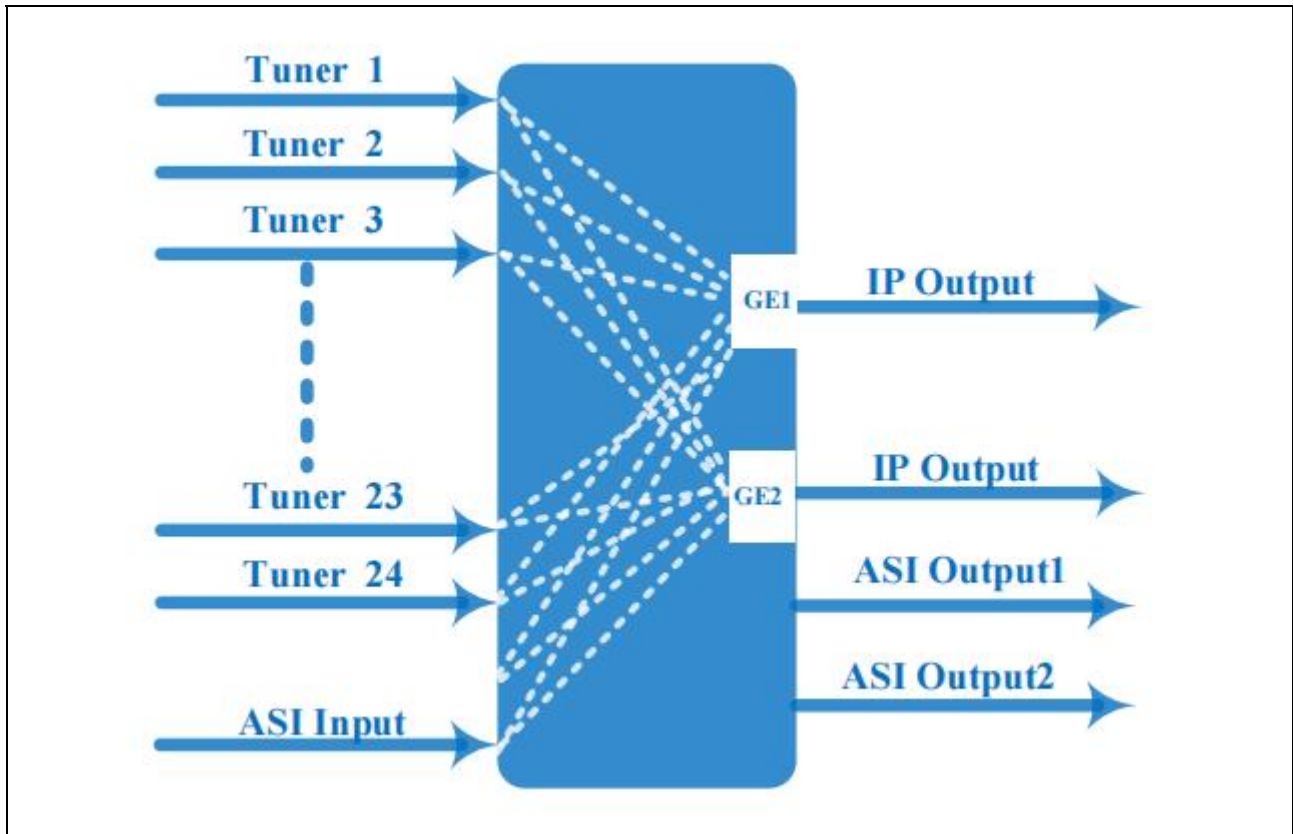 Tuner 1
Tuner 2
Tuner 3
Tuner 23
Tuner 24
ASI Input
GE1
GE2
IP Output
IP Output
ASI Output1
ASI Output2